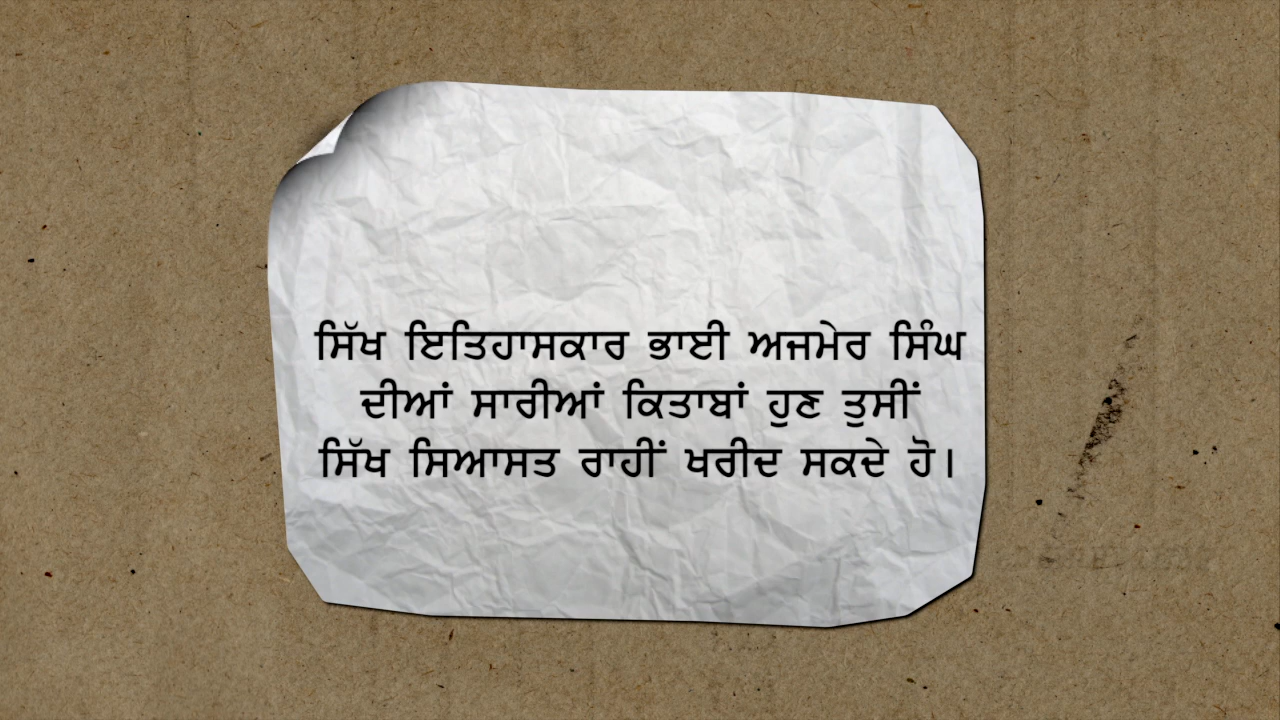 ਸਿੱਖ ਇਤਿਹਾਸਕਾਰ ਭਾਈ ਅਜਮੇਰ ਸਿੰਘ
ਦੀਆਂ ਸਾਰੀਆਂ ਕਿਤਾਬਾਂ ਹੁਣ ਤੁਸੀਂ
ਸਿੱਖ ਸਿਆਸਤ ਰਾਹੀਂ ਖਰੀਦ ਸਕਦੇ ਹੋ।